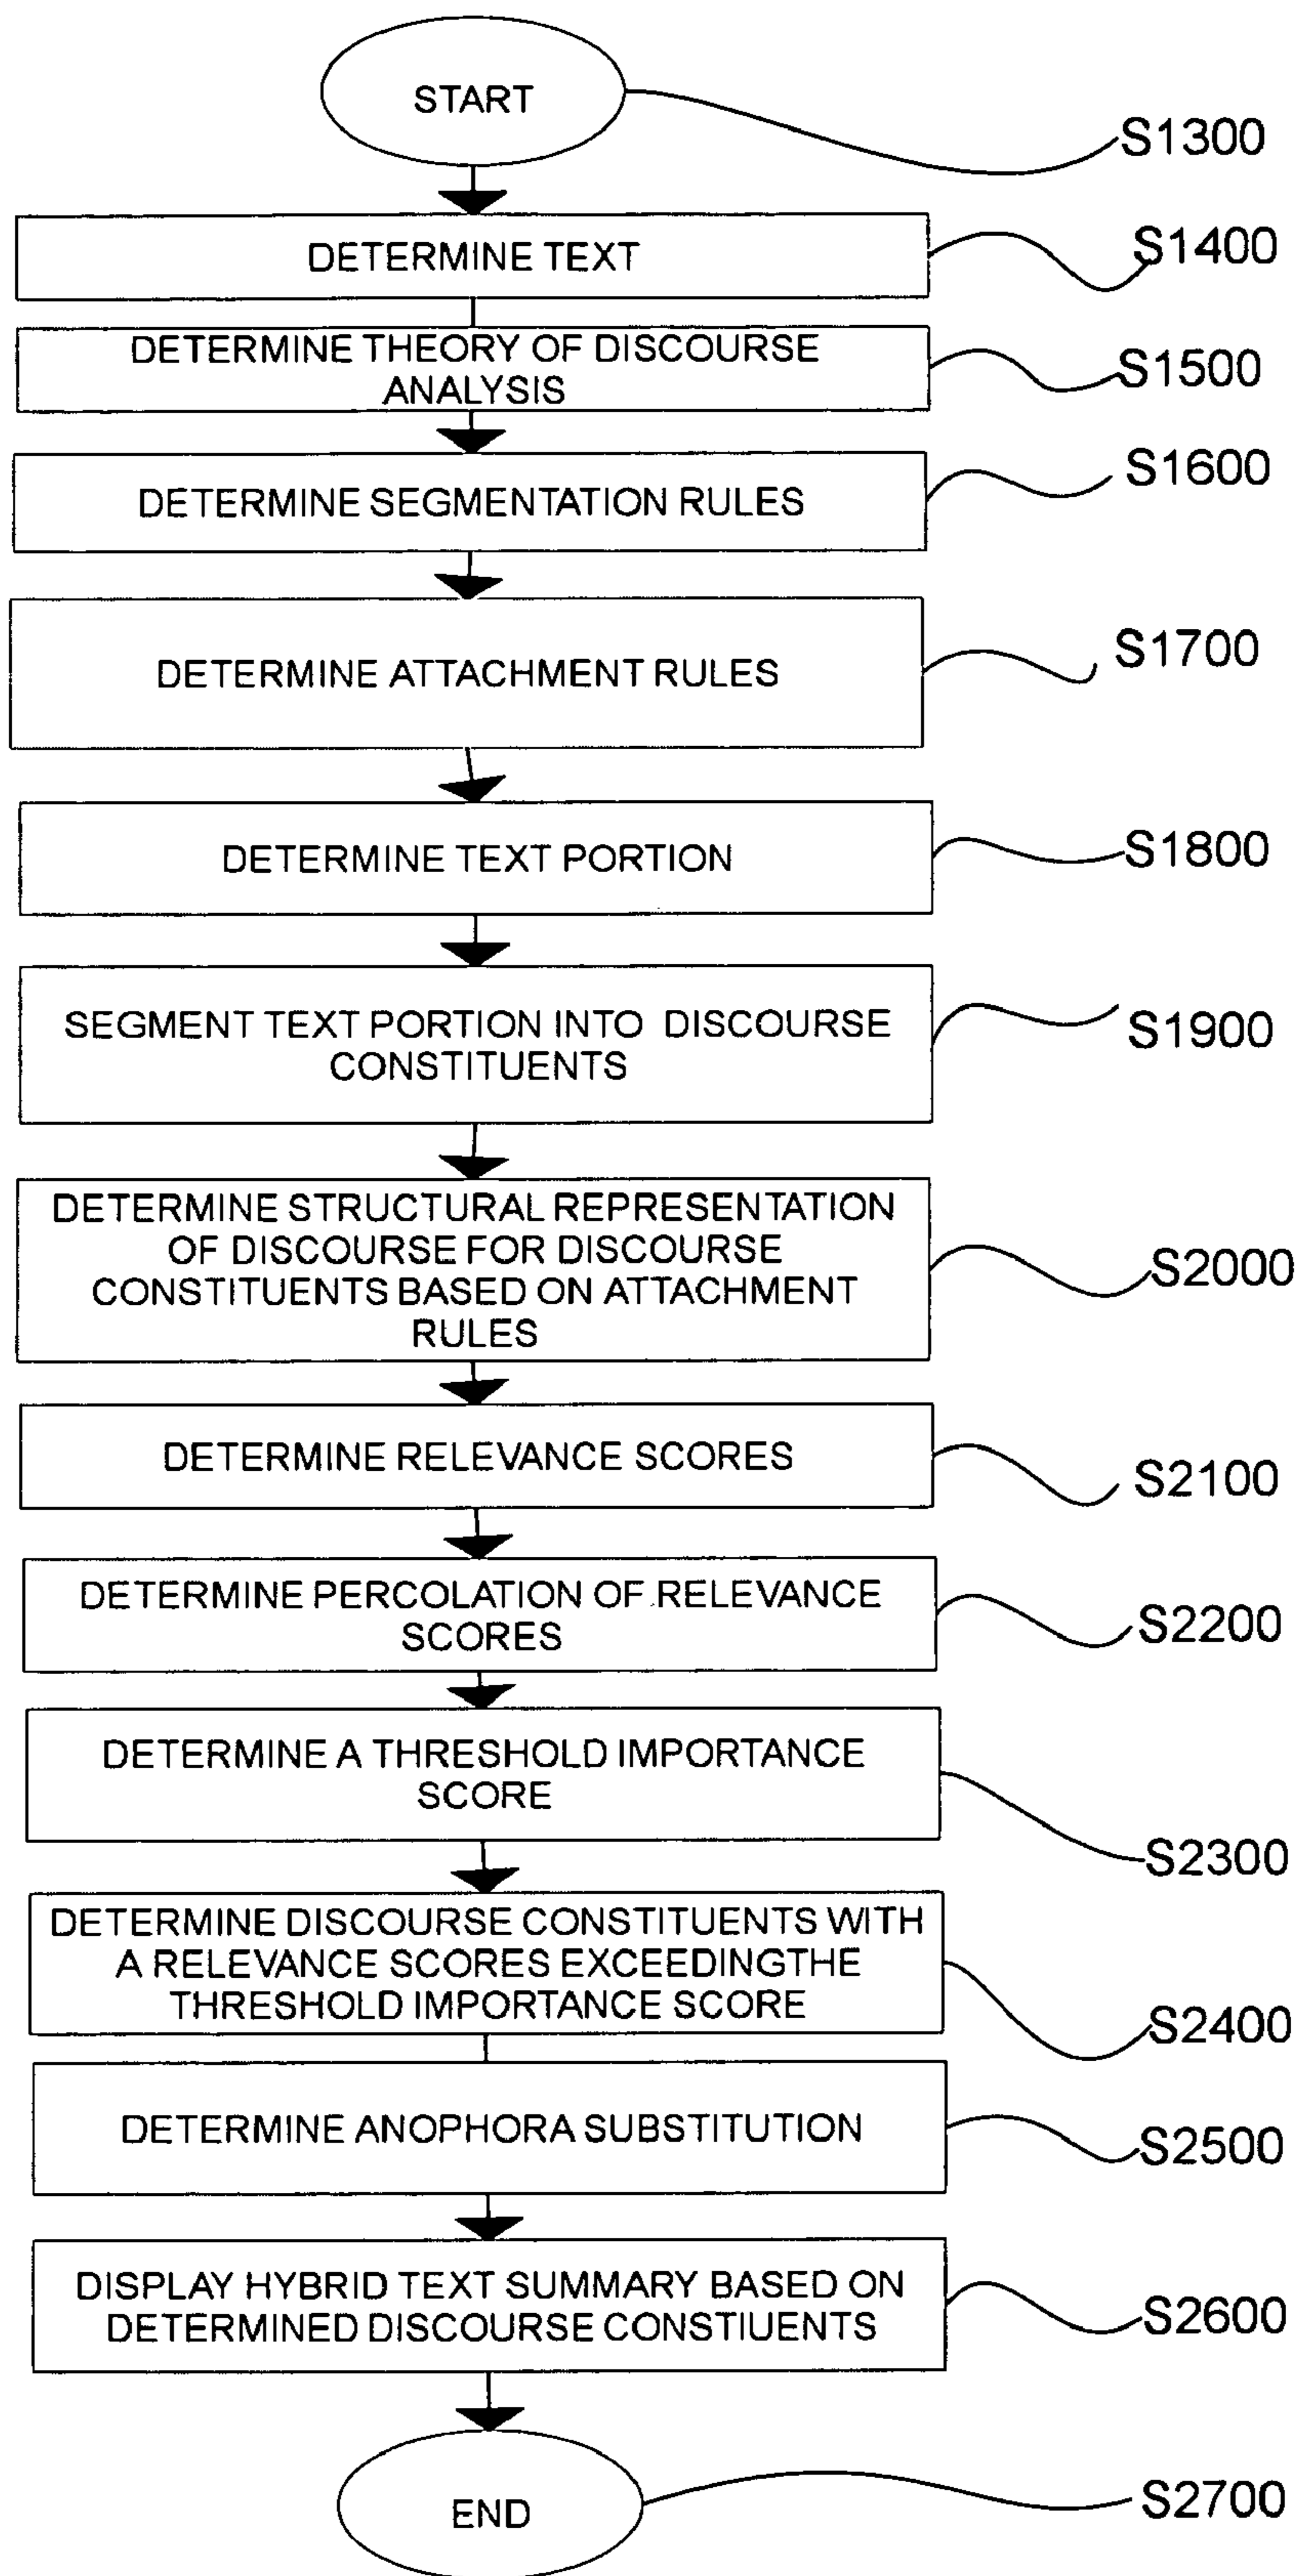 START
S1300
DETERMINE TEXT
S1400
DETERMINE THEORY OF DISCOURSE
ANALYSIS
S1500
DETERMINE SEGMENTATION RULES
S1600
DETERMINE ATTACHMENT RULES
S1700
DETERMINE TEXT PORTION
S1800
SEGMENT TEXT PORTION INTO DISCOURSE
CONSTITUENTS
S1900
DETERMINE STRUCTURAL REPRESENTATION
OF DISCOURSE FOR DISCOURSE
CONSTITUENTS BASED ON ATTACHMENT
RULES
S2000
DETERMINE RELEVANCE SCORES
S2100
DETERMINE PERCOLATION OF RELEVANCE
SCORES
S2200
DETERMINE A THRESHOLD IMPORTANCE
SCORE
S2300
DETERMINE DISCOURSE CONSTITUENTS WITH
A RELEVANCE SCORES EXCEEDINGTHE
THRESHOLD IMPORTANCE SCORE
S2400
DETERMINE ANOPHORA SUBSTITUTION
S2500
DISPLAY HYBRID TEXT SUMMARY BASED ON
DETERMINED DISCOURSE CONSTIUENTS
S2600
END
S2700